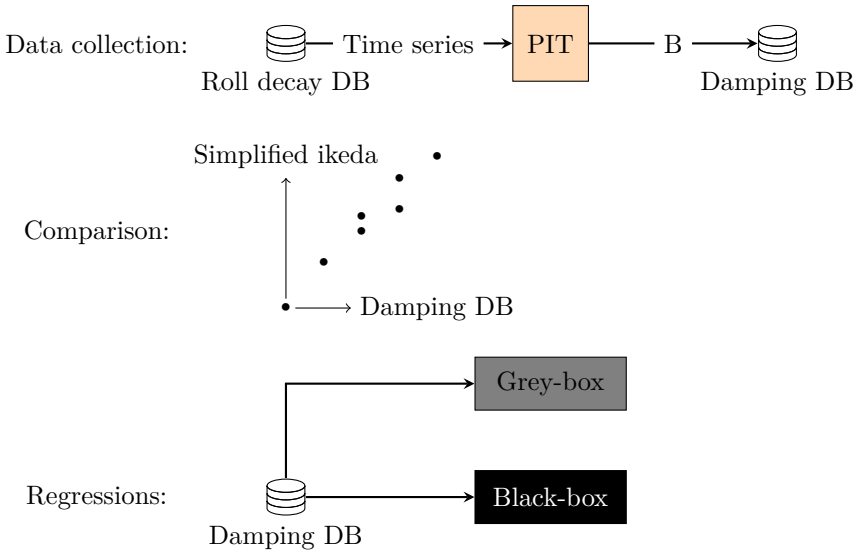 Data collection:
Time series
PIT
B
Roll decay DB
Damping DB
Simplified ikeda
Comparison:
Damping DB
Grey-box
Regressions:
Black-box
Damping DB